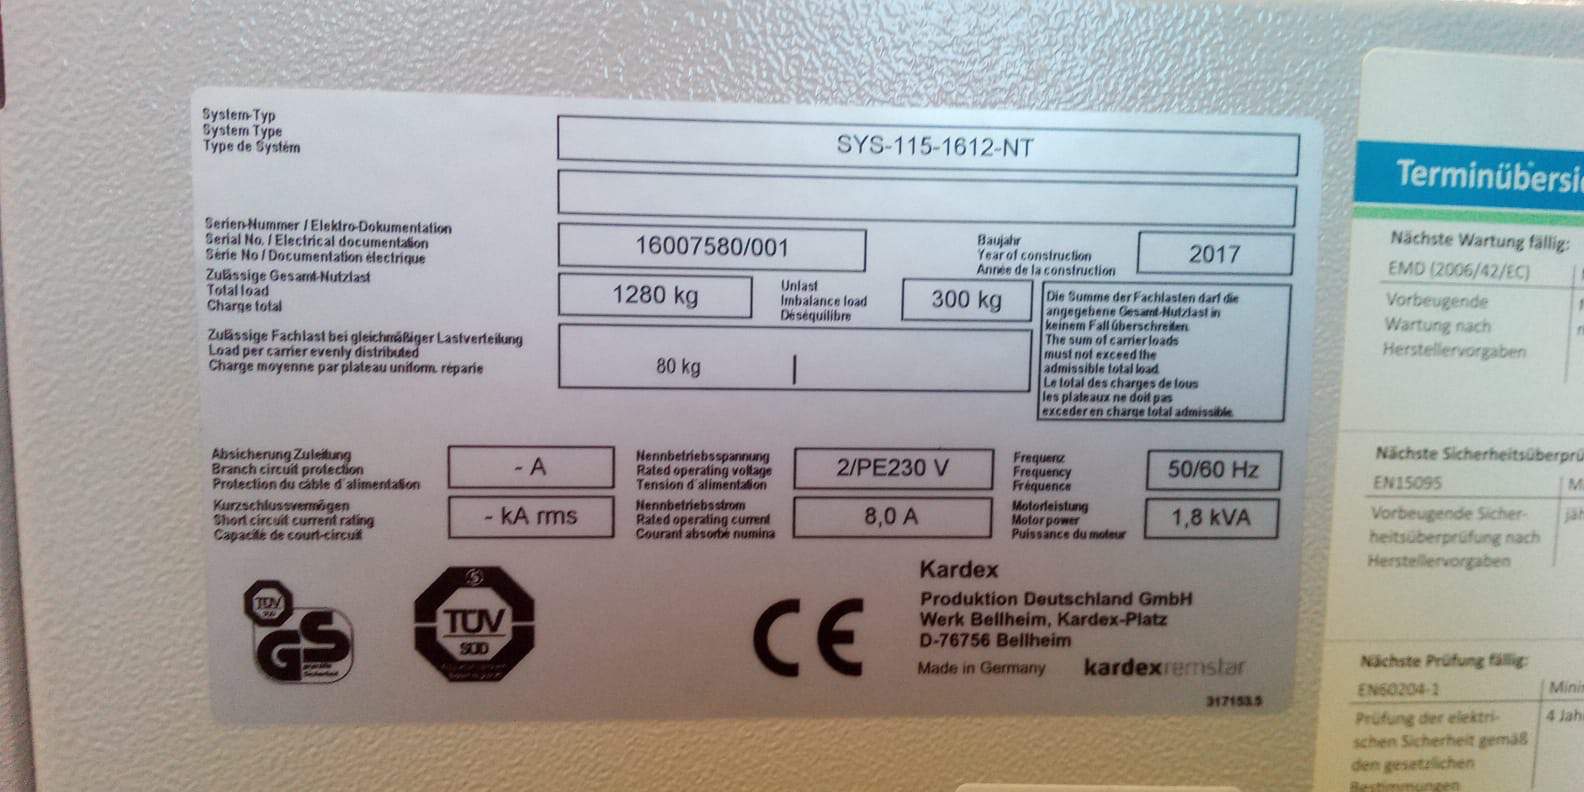 System-Typ
System Type
Type de Systém
SYS-115-1612-NT
Serien-Nummer / Elektro-Dokumentation
Serial No. / Electrical documentation
Série No / Documentation électrique
16007580/001
Baujahr
Year of construction
Année de la construction
2017
Zulässige Gesamt-Nutzlast
Total load
Charge total
1280 kg
Unlast
Imbalance load
Déséquilibre
300 kg
Die Summe der Fachlasten darf die
angegebene Gesamt-Nutzlast in
keinem Fall überschreiten.
The sum of carrier loads
must not exceed the
admissible total load.
Le total des charges de tous
les plateaux ne doit pas
exceder en charge total admissible.
Zulässige Fachlast bei gleichmäßiger Lastverteilung
Load per carrier evenly distributed
Charge moyenne par plateau uniform. réparie
80 kg |
Absicherung Zuleitung
Branch circuit protection
Protection du câble d'alimentation
- A
Nennbetriebsspannung
Rated operating voltage
Tension d'alimentation
2/PE230 V
Frequenz
Frequency
Fréquence
50/60 Hz
Kurzschlussvermögen
Short circuit current rating
Capacité de court-circuit
- kA rms
Nennbetriebsstrom
Rated operating current
Courant absorbé numina
8,0 A
Motorleistung
Motor power
Puissance du moteur
1,8 kVA
TÜV
GS
geprüfte
Sicherheit
TÜV
SÜD
CE
Kardex
Produktion Deutschland GmbH
Werk Bellheim, Kardex-Platz
D-76756 Bellheim
Made in Germany kardexremstar
317153.5
Terminübersi
Nächste Wartung fällig:
EMD (2006/42/EC)
Vorbeugende
Wartung nach
Herstellervorgaben
Nächste Sicherheitsüberprü
EN15095 M
Vorbeugende Sicher- jäh
heitsüberprüfung nach
Herstellervorgaben
Nächste Prüfung fällig:
EN60204-1 Mini
Prüfung der elektri- 4 Jah
schen Sicherheit gemäß
den gesetzlichen
Bestimmungen